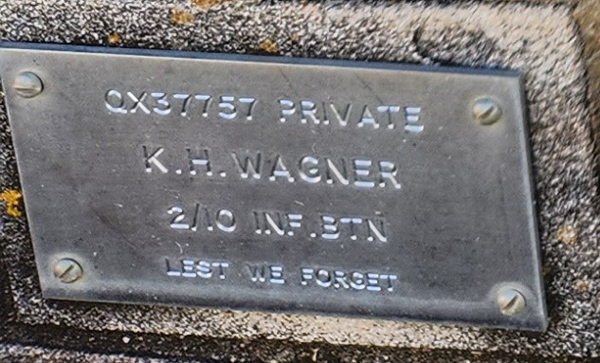 QX37757 PRIVATE
K.H.WAGNER
2/10 INF.BTN
LEST WE FORGET